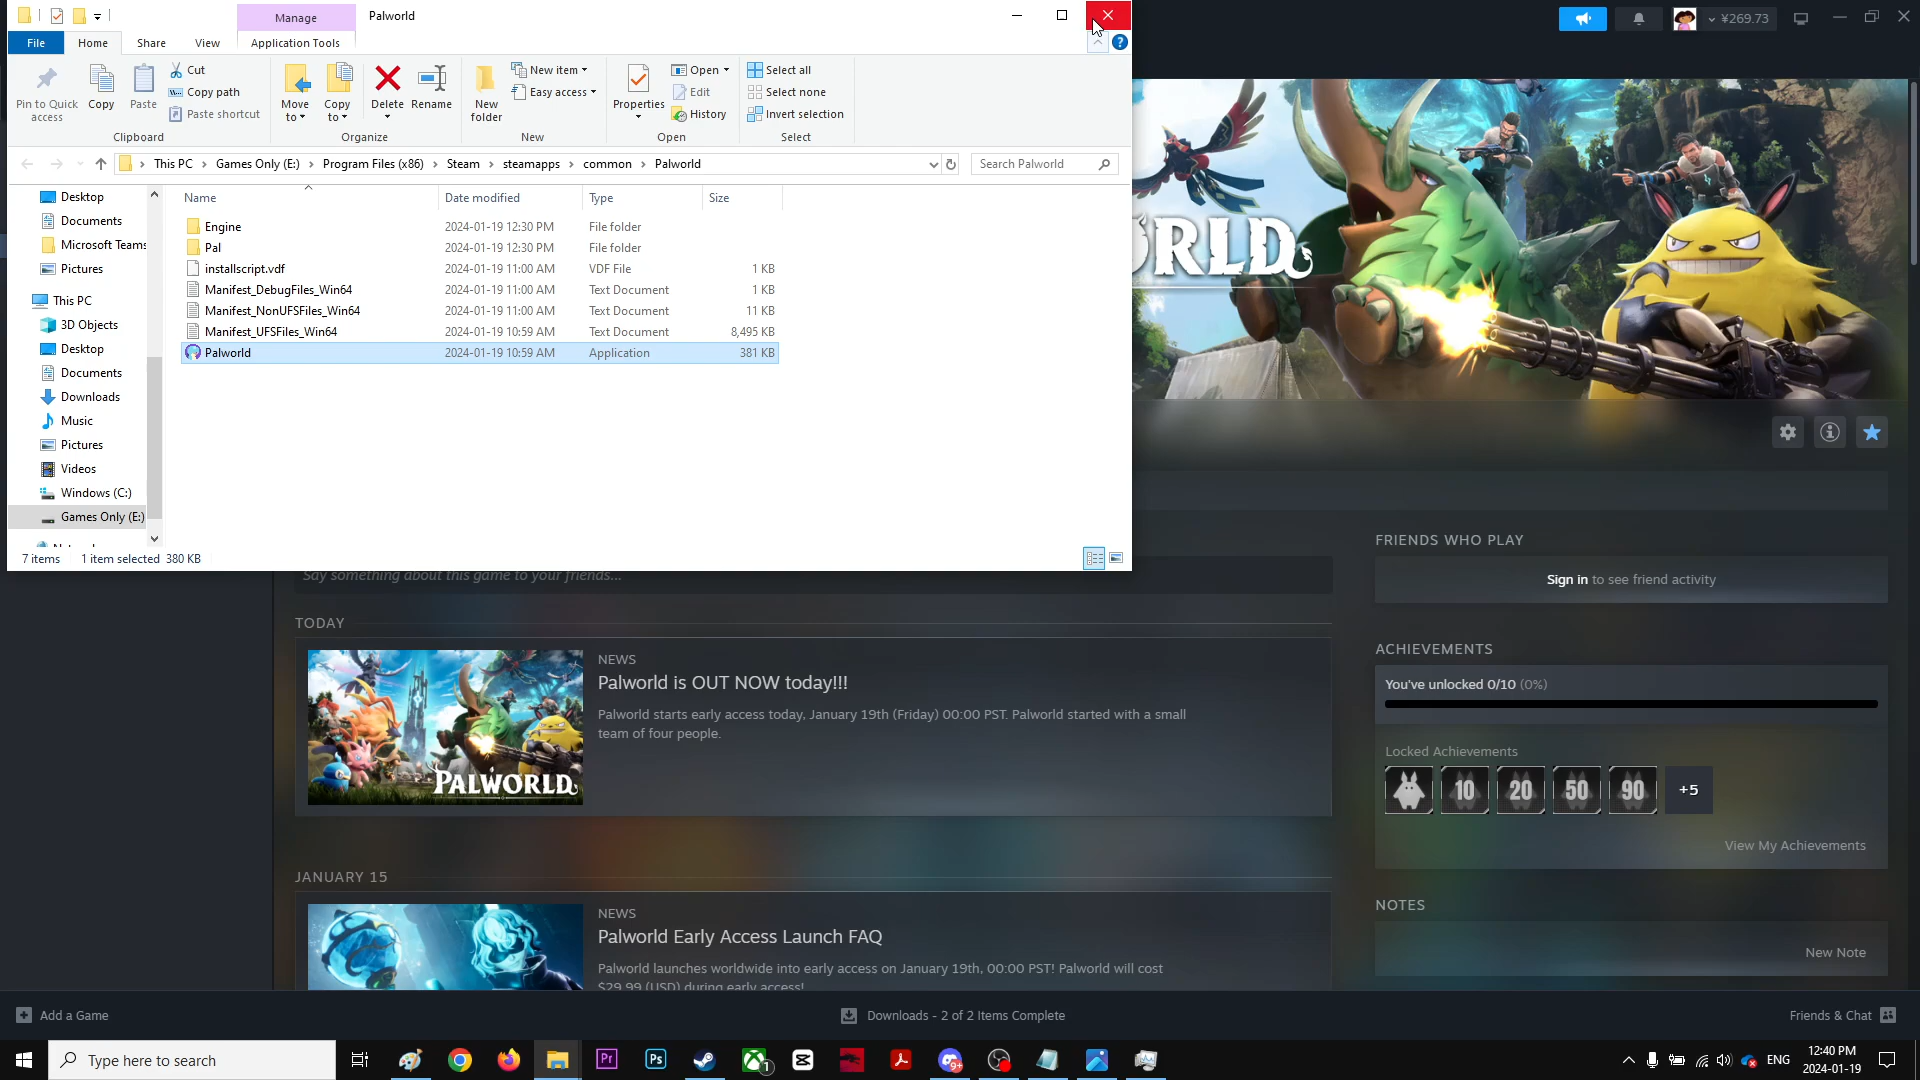 Manage
Palworld
File
Home
Share
View
Application Tools
Pin to Quick access
Copy
Paste
Cut
Copy path
Paste shortcut
Clipboard
Move to
Copy to
Delete
Rename
Organize
New folder
New item
Easy access
New
Properties
Open
Edit
History
Open
Select all
Select none
Invert selection
Select
This PC
Games Only (E:)
Program Files (x86)
Steam
steamapps
common
Palworld
Search Palworld
Name
Date modified
Type
Size
Engine 2024-01-19 12:30 PM File folder
Pal 2024-01-19 12:30 PM File folder
installscript.vdf 2024-01-19 11:00 AM VDF File 1 KB
Manifest_DebugFiles_Win64 2024-01-19 11:00 AM Text Document 1 KB
Manifest_NonUFSFiles_Win64 2024-01-19 11:00 AM Text Document 11 KB
Manifest_UFSFiles_Win64 2024-01-19 10:59 AM Text Document 8,495 KB
Palworld 2024-01-19 10:59 AM Application 381 KB
Desktop
Documents
Microsoft Teams
Pictures
This PC
3D Objects
Desktop
Documents
Downloads
Music
Pictures
Videos
Windows (C:)
Games Only (E:)
7 items 1 item selected 380 KB
¥269.73
ORLD
Say something about this game to your friends...
TODAY
PALWORLD
NEWS
Palworld is OUT NOW today!!!
Palworld starts early access today, January 19th (Friday) 00:00 PST. Palworld started with a small
team of four people.
JANUARY 15
NEWS
Palworld Early Access Launch FAQ
Palworld launches worldwide into early access on January 19th, 00:00 PST! Palworld will cost
$29.99 (USD) during early access!
FRIENDS WHO PLAY
Sign in to see friend activity
ACHIEVEMENTS
You've unlocked 0/10 (0%)
Locked Achievements
10
20
50
90
+5
View My Achievements
NOTES
New Note
Add a Game
Downloads - 2 of 2 Items Complete
Friends & Chat
Type here to search
Pr
Ps
1
9+
ENG
12:40 PM
2024-01-19